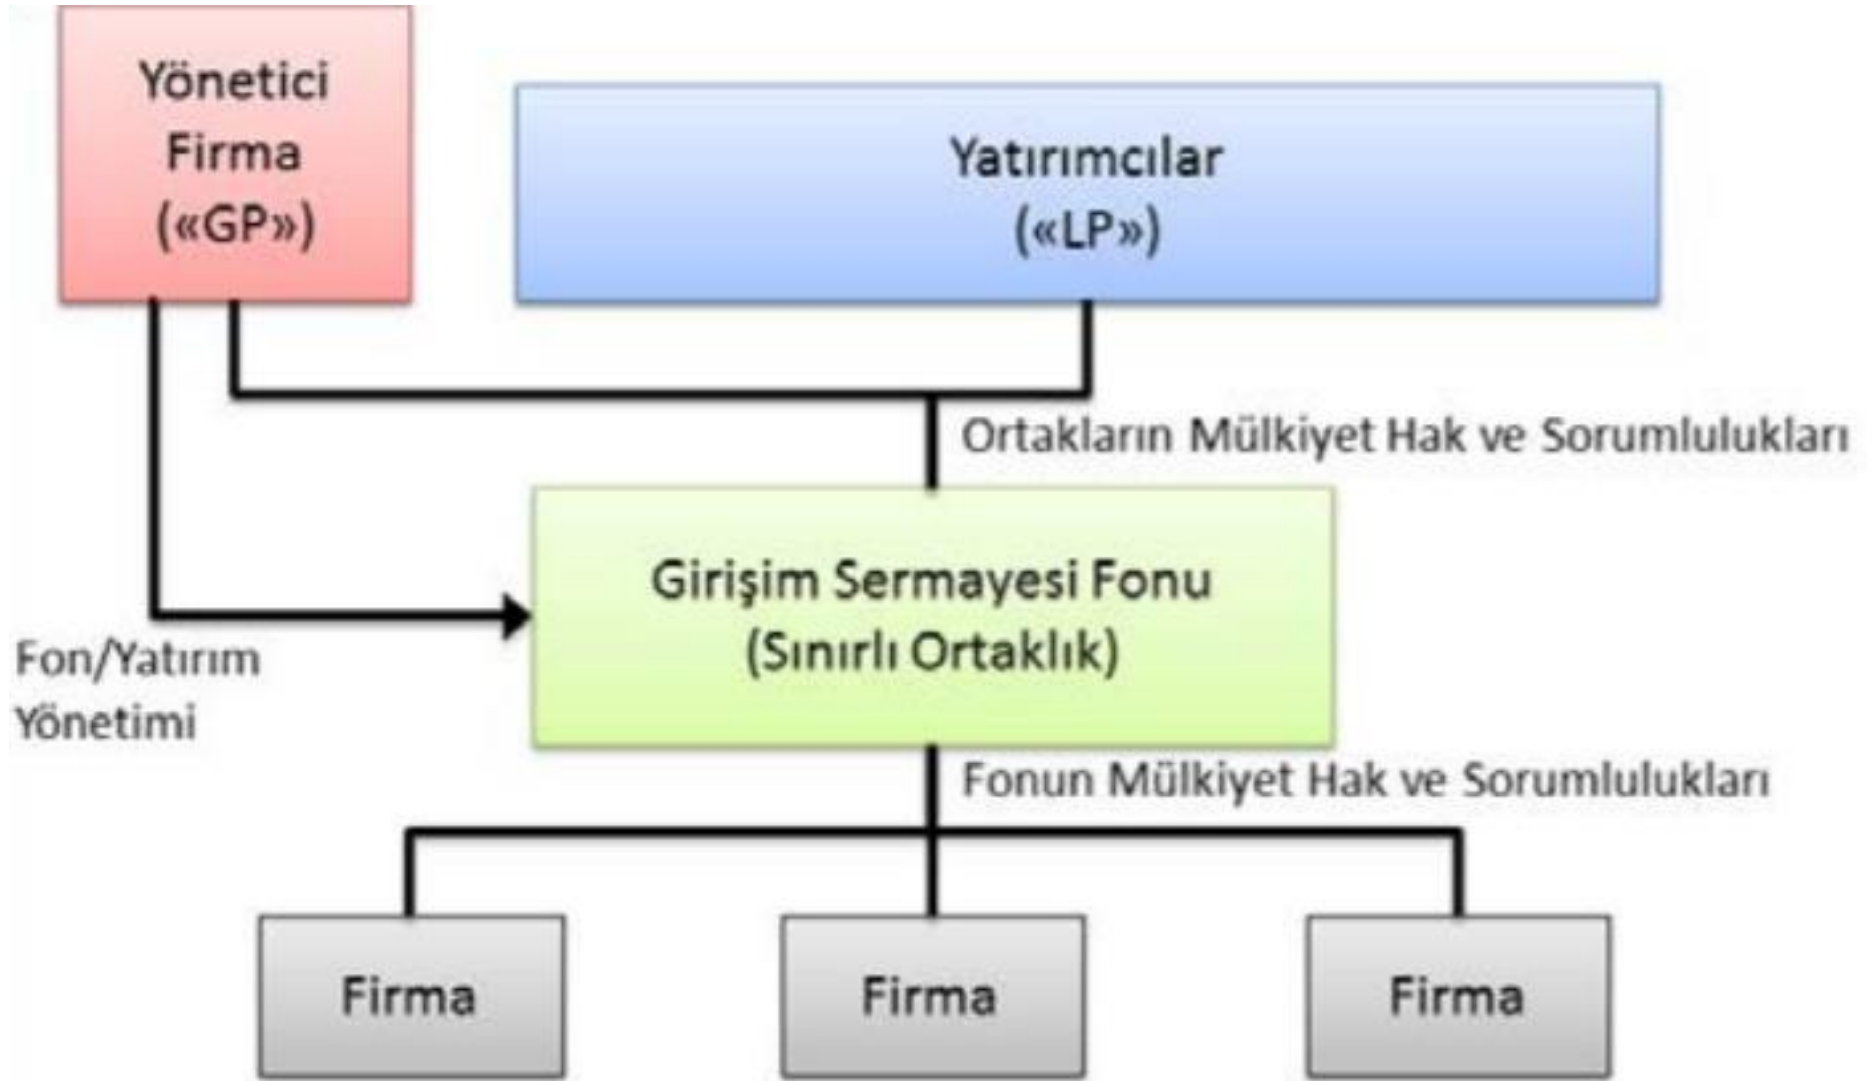 Yönetici
Firma
(«GP»)
Yatırımcılar
(«LP»)
Ortakların Mülkiyet Hak ve Sorumlulukları
Girişim Sermayesi Fonu
(Sınırlı Ortaklık)
Fon/Yatırım
Yönetimi
Fonun Mülkiyet Hak ve Sorumlulukları
Firma
Firma
Firma